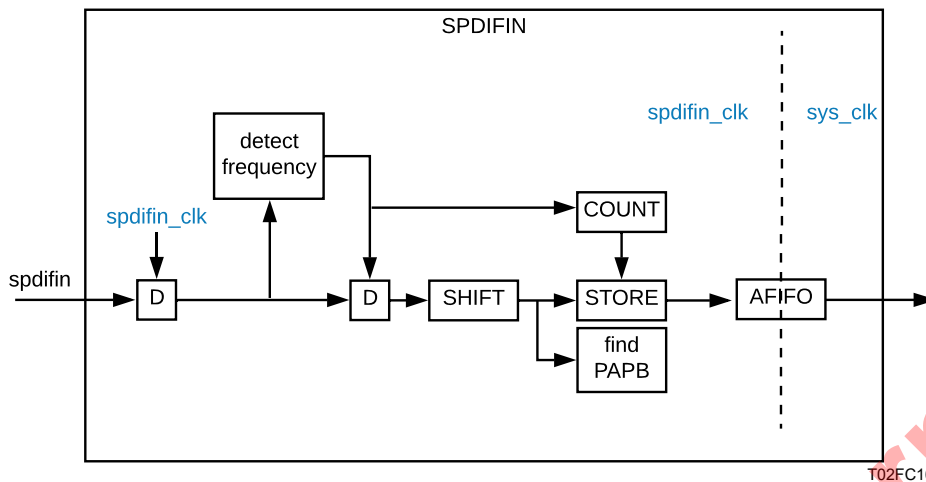 SPDIFIN
spdifin_clk
sys_clk
detect
frequency
spdifin_clk
COUNT
spdifin
D
D
SHIFT
STORE
AFIFO
find
PAPB